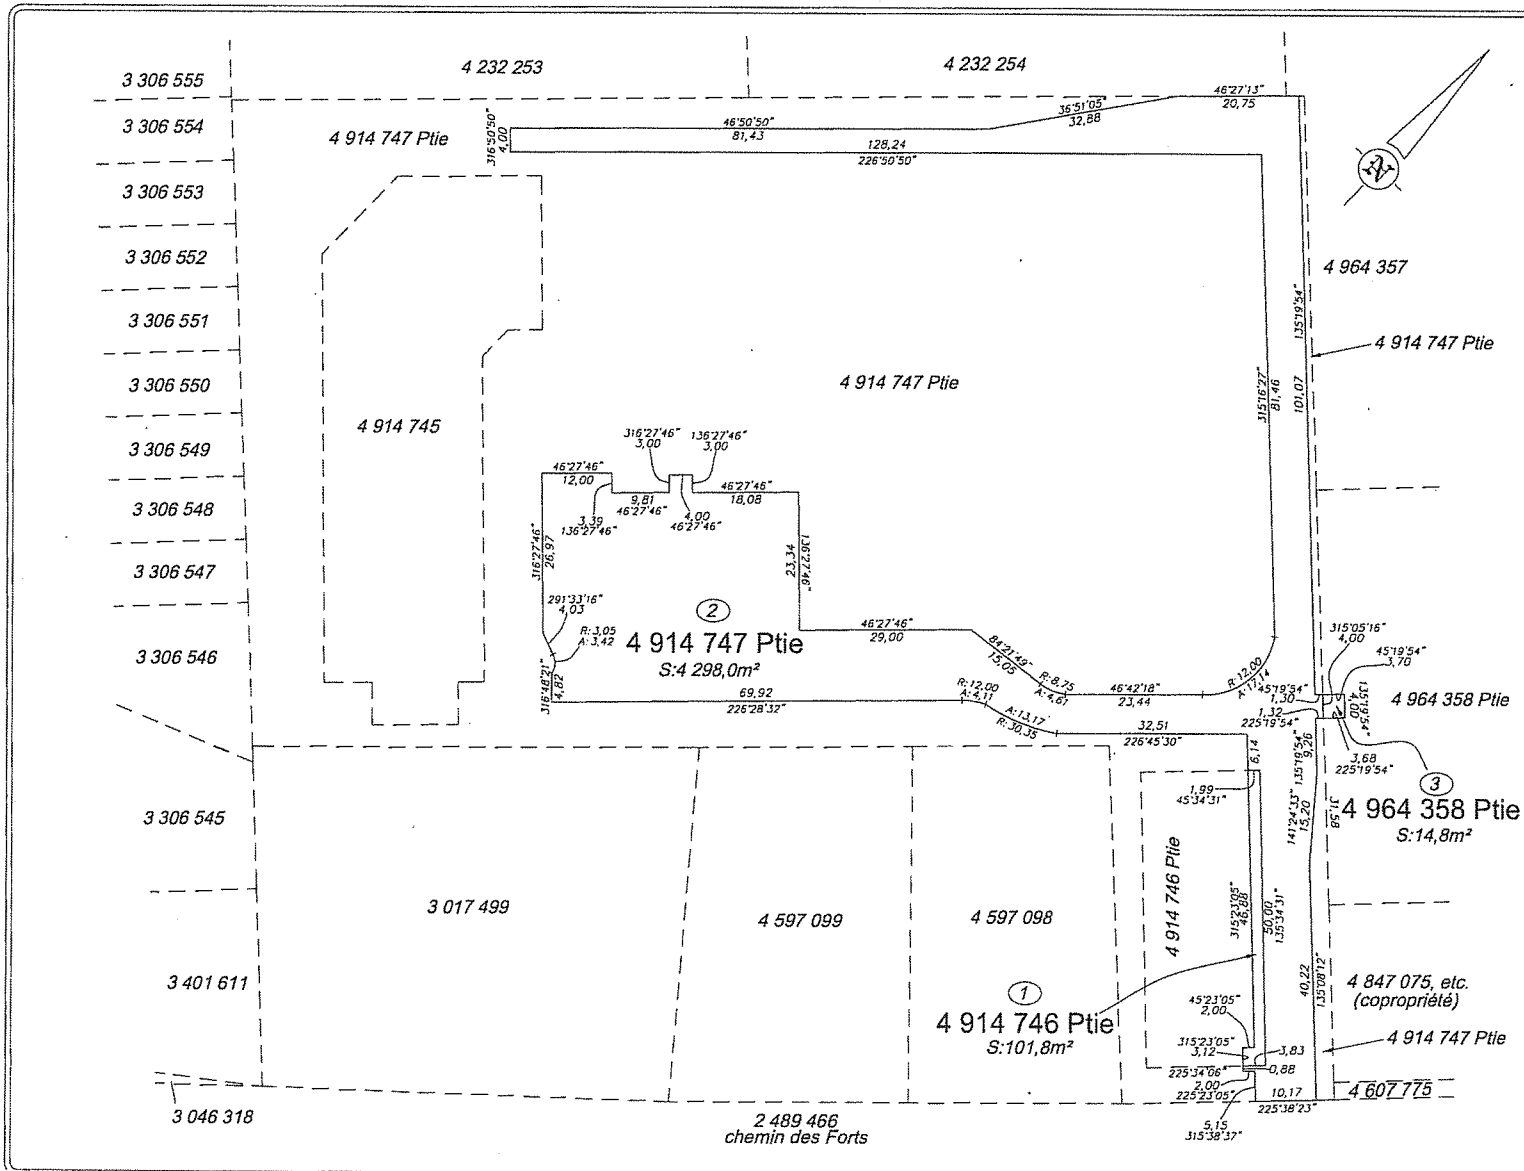 3 306 555
4 232 253
4 232 254
46°27'13"
20,75
36°51'05"
32,88
3 306 554
4 914 747 Ptie
316°50'50"
4,00
46°50'50"
81,43
128,24
226°50'50"
N
3 306 553
3 306 552
4 964 357
3 306 551
135°19'54"
101,07
4 914 747 Ptie
3 306 550
4 914 747 Ptie
315°16'27"
81,46
4 914 745
3 306 549
316°27'46"
3,00
136°27'46"
3,00
46°27'46"
12,00
9,81
46°27'46"
46°27'46"
18,08
3,39
136°27'46"
4,00
46°27'46"
3 306 548
316°27'46"
26,97
23,34
136°27'46"
3 306 547
291°33'16"
4,03
R: 3,05
A: 3,42
2
4 914 747 Ptie
S:4 298,0m²
46°27'46"
29,00
84°21'49"
15,05
315°05'16"
4,00
45°19'54"
3,70
3 306 546
316°48'21"
14,82
69,92
226°28'32"
R: 12,00
A: 4,11
R: 8,75
A: 4,61
46°42'18"
23,44
R: 12,00
A: 17,14
45°19'54"
1,30
1,32
225°19'54"
135°19'54"
4,00
4 964 358 Ptie
A: 13,17
R: 30,35
32,51
226°45'30"
6,14
135°19'54"
9,26
3,68
225°19'54"
3
4 964 358 Ptie
S:14,8m²
1,99
45°34'31"
141°24'33"
15,20
31,58
3 306 545
3 017 499
4 597 099
4 597 098
4 914 746 Ptie
315°23'05"
46,88
50,00
135°34'31"
3 401 611
1
4 914 746 Ptie
S:101,8m²
45°23'05"
2,00
40,22
135°08'12"
4 847 075, etc.
(copropriété)
315°23'05"
3,12
3,83
4 914 747 Ptie
225°34'06"
0,88
2,00
225°23'05"
10,17
225°38'23"
4 607 775
3 046 318
2 489 466
chemin des Forts
5,15
315°38'37"